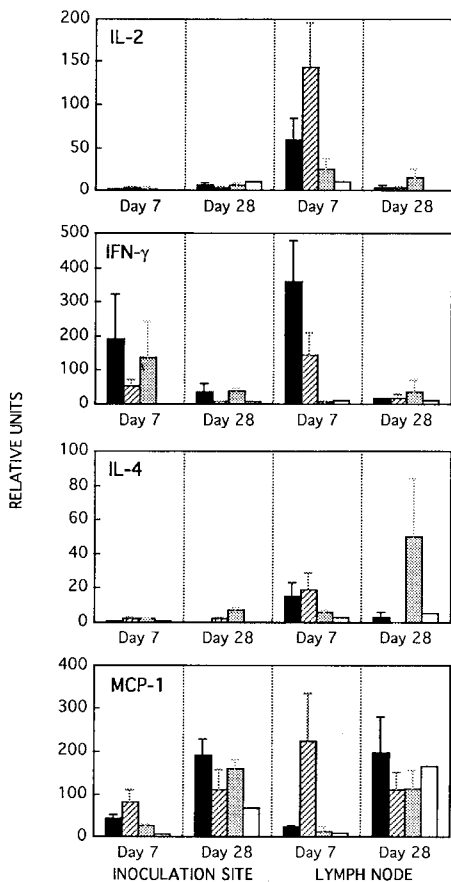 RELATIVE UNITS
IL-2
200
150
100
50
0
Day 7 Day 28 Day 7 Day 28
IFN-γ
500
400
300
200
100
0
Day 7 Day 28 Day 7 Day 28
IL-4
100
80
60
40
20
0
Day 7 Day 28 Day 7 Day 28
MCP-1
400
300
200
100
0
Day 7 Day 28 Day 7 Day 28
INOCULATION SITE LYMPH NODE